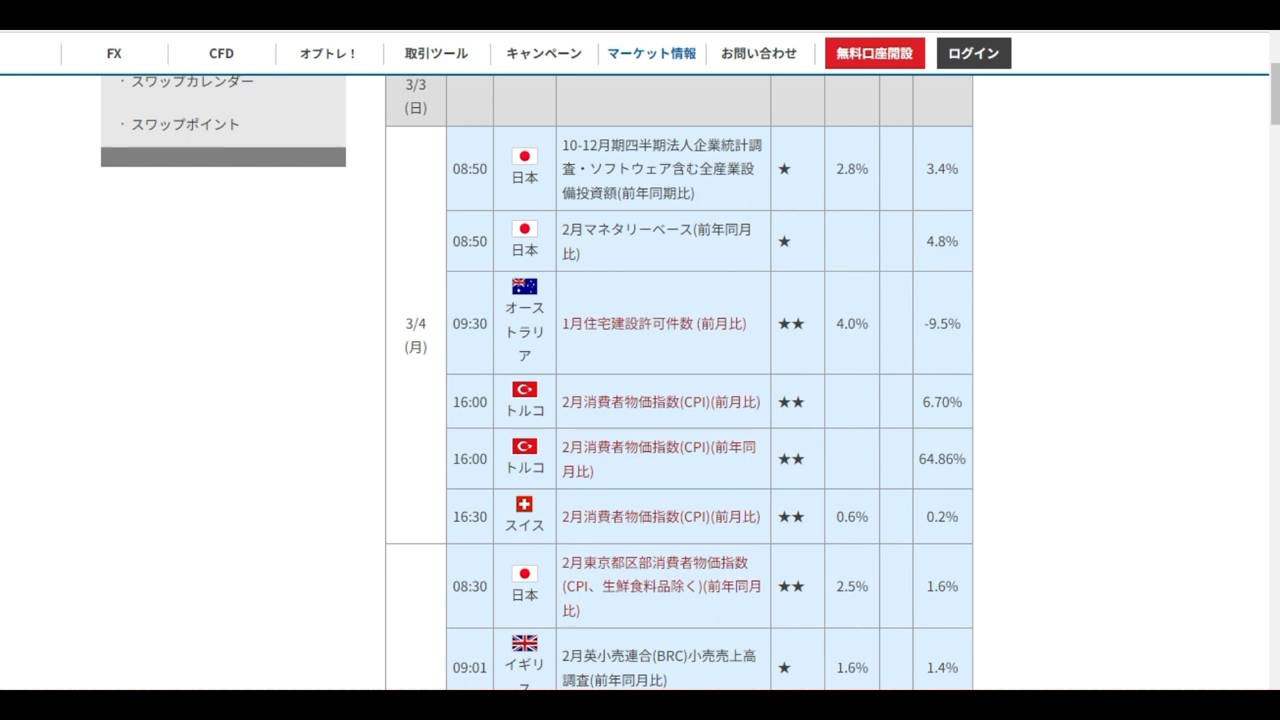 FX
CFD
オプトレ！
取引ツール
キャンペーン
マーケット情報
お問い合わせ
無料口座開設
ログイン
・スワップカレンダー
・スワップポイント
3/3
(日)
3/4
(月)
08:50
日本
10-12月期四半期法人企業統計調
査・ソフトウェア含む全産業設
備投資額(前年同期比)
★
2.8%
3.4%
08:50
日本
2月マネタリーベース(前年同月
比)
★
4.8%
09:30
オース
トラリ
ア
1月住宅建設許可件数 (前月比)
★★
4.0%
-9.5%
16:00
トルコ
2月消費者物価指数(CPI)(前月比)
★★
6.70%
16:00
トルコ
2月消費者物価指数(CPI)(前年同
月比)
★★
64.86%
16:30
スイス
2月消費者物価指数(CPI)(前月比)
★★
0.6%
0.2%
08:30
日本
2月東京都区部消費者物価指数
(CPI、生鮮食料品除く)(前年同月
比)
★★
2.5%
1.6%
09:01
イギリ
ス
2月英小売連合(BRC)小売売上高
調査(前年同月比)
★
1.6%
1.4%